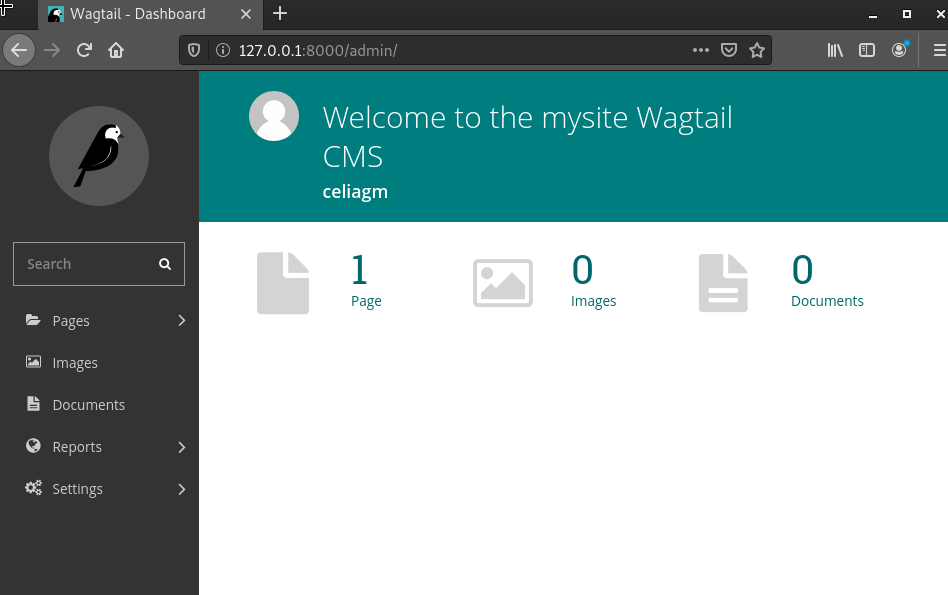 Wagtail - Dashboard
127.0.0.1:8000/admin/
Welcome to the mysite Wagtail
CMS
celiagm
Search
Pages
Images
Documents
Reports
Settings
1
Page
0
Images
0
Documents